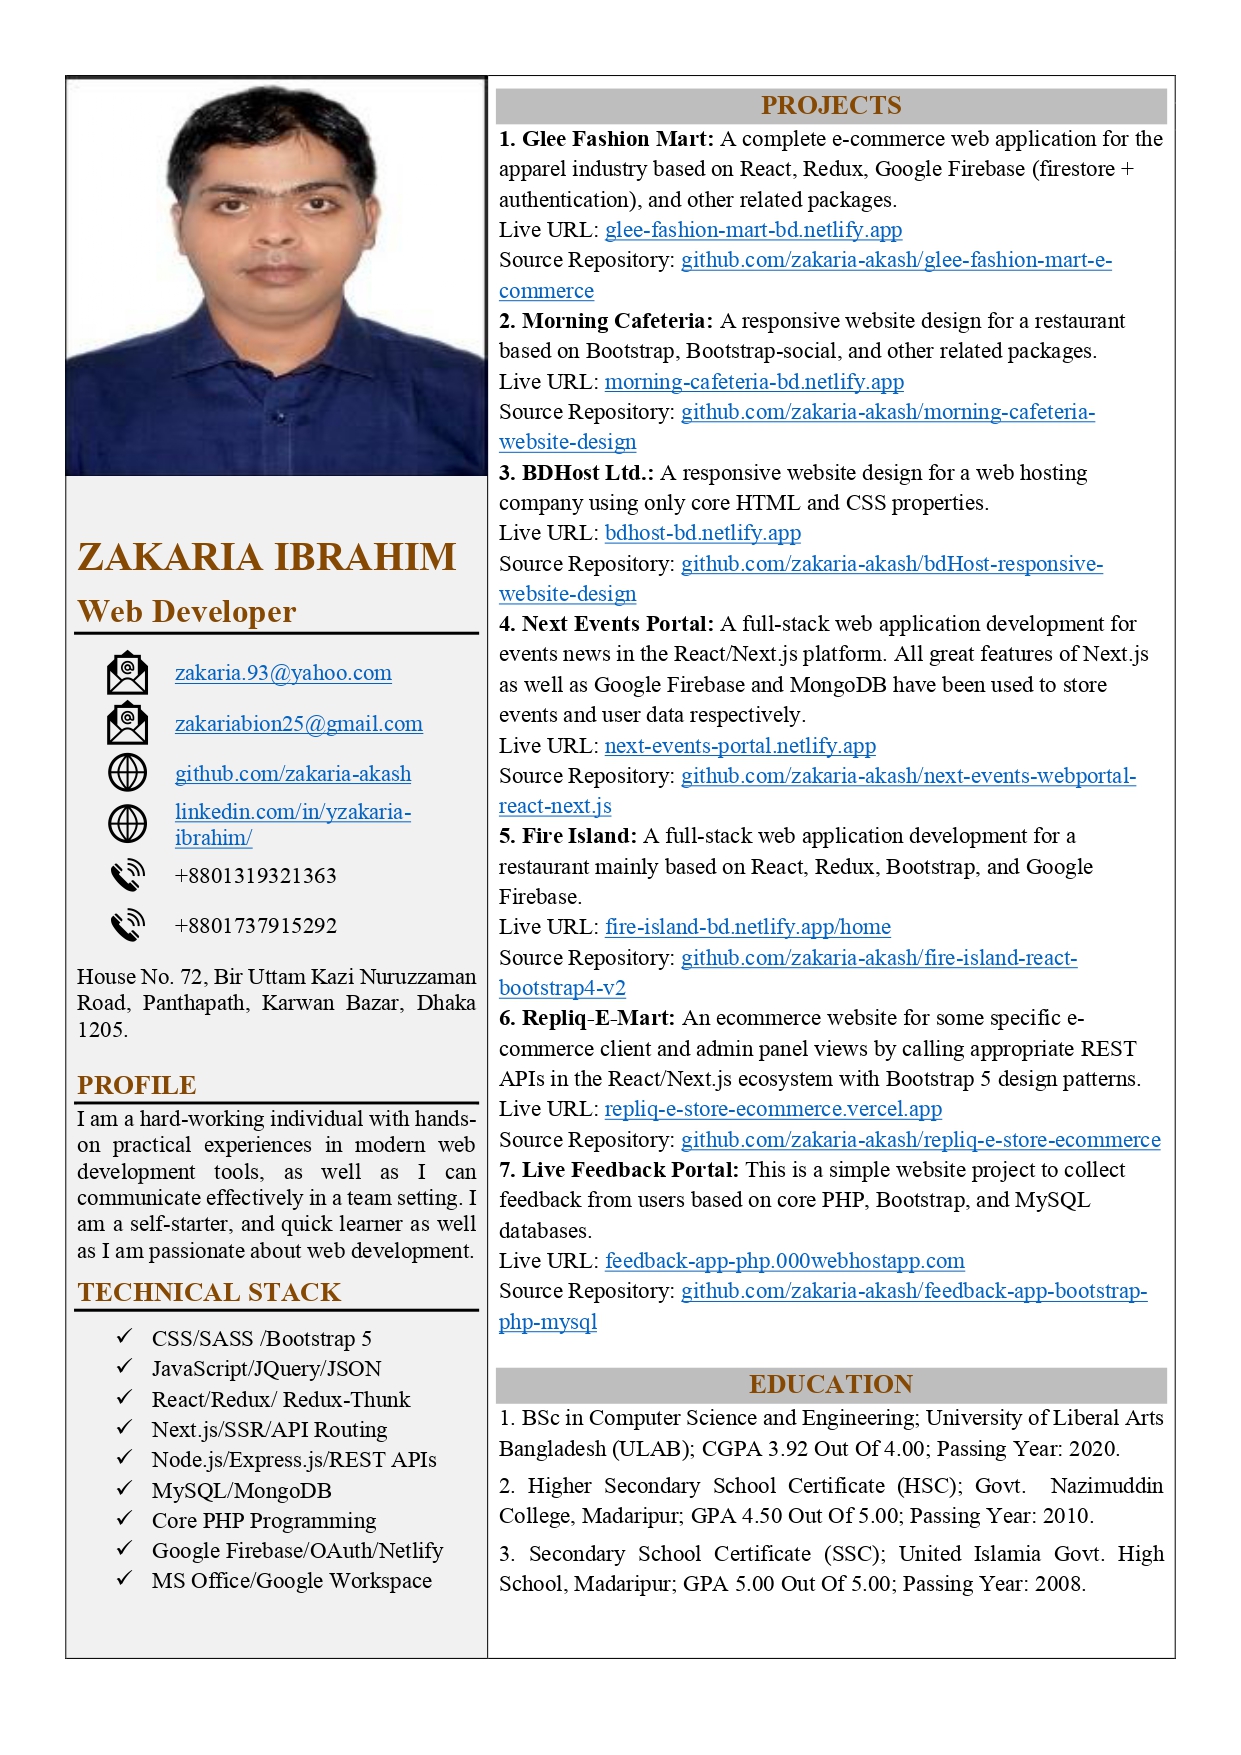 ZAKARIA IBRAHIM
Web Developer
zakaria.93@yahoo.com
zakariabion25@gmail.com
github.com/zakaria-akash
linkedin.com/in/yzakaria-
ibrahim/
+8801319321363
+8801737915292
House No. 72, Bir Uttam Kazi Nuruzzaman
Road, Panthapath, Karwan Bazar, Dhaka
1205.
PROFILE
I am a hard-working individual with hands-
on practical experiences in modern web
development tools, as well as I can
communicate effectively in a team setting. I
am a self-starter, and quick learner as well
as I am passionate about web development.
TECHNICAL STACK
✓ CSS/SASS /Bootstrap 5
✓ JavaScript/JQuery/JSON
✓ React/Redux/ Redux-Thunk
✓ Next.js/SSR/API Routing
✓ Node.js/Express.js/REST APIs
✓ MySQL/MongoDB
✓ Core PHP Programming
✓ Google Firebase/OAuth/Netlify
✓ MS Office/Google Workspace
PROJECTS
1. Glee Fashion Mart: A complete e-commerce web application for the
apparel industry based on React, Redux, Google Firebase (firestore +
authentication), and other related packages.
Live URL: glee-fashion-mart-bd.netlify.app
Source Repository: github.com/zakaria-akash/glee-fashion-mart-e-
commerce
2. Morning Cafeteria: A responsive website design for a restaurant
based on Bootstrap, Bootstrap-social, and other related packages.
Live URL: morning-cafeteria-bd.netlify.app
Source Repository: github.com/zakaria-akash/morning-cafeteria-
website-design
3. BDHost Ltd.: A responsive website design for a web hosting
company using only core HTML and CSS properties.
Live URL: bdhost-bd.netlify.app
Source Repository: github.com/zakaria-akash/bdHost-responsive-
website-design
4. Next Events Portal: A full-stack web application development for
events news in the React/Next.js platform. All great features of Next.js
as well as Google Firebase and MongoDB have been used to store
events and user data respectively.
Live URL: next-events-portal.netlify.app
Source Repository: github.com/zakaria-akash/next-events-webportal-
react-next.js
5. Fire Island: A full-stack web application development for a
restaurant mainly based on React, Redux, Bootstrap, and Google
Firebase.
Live URL: fire-island-bd.netlify.app/home
Source Repository: github.com/zakaria-akash/fire-island-react-
bootstrap4-v2
6. Repliq-E-Mart: An ecommerce website for some specific e-
commerce client and admin panel views by calling appropriate REST
APIs in the React/Next.js ecosystem with Bootstrap 5 design patterns.
Live URL: repliq-e-store-ecommerce.vercel.app
Source Repository: github.com/zakaria-akash/repliq-e-store-ecommerce
7. Live Feedback Portal: This is a simple website project to collect
feedback from users based on core PHP, Bootstrap, and MySQL
databases.
Live URL: feedback-app-php.000webhostapp.com
Source Repository: github.com/zakaria-akash/feedback-app-bootstrap-
php-mysql
EDUCATION
1. BSc in Computer Science and Engineering; University of Liberal Arts
Bangladesh (ULAB); CGPA 3.92 Out Of 4.00; Passing Year: 2020.
2. Higher Secondary School Certificate (HSC); Govt. Nazimuddin
College, Madaripur; GPA 4.50 Out Of 5.00; Passing Year: 2010.
3. Secondary School Certificate (SSC); United Islamia Govt. High
School, Madaripur; GPA 5.00 Out Of 5.00; Passing Year: 2008.